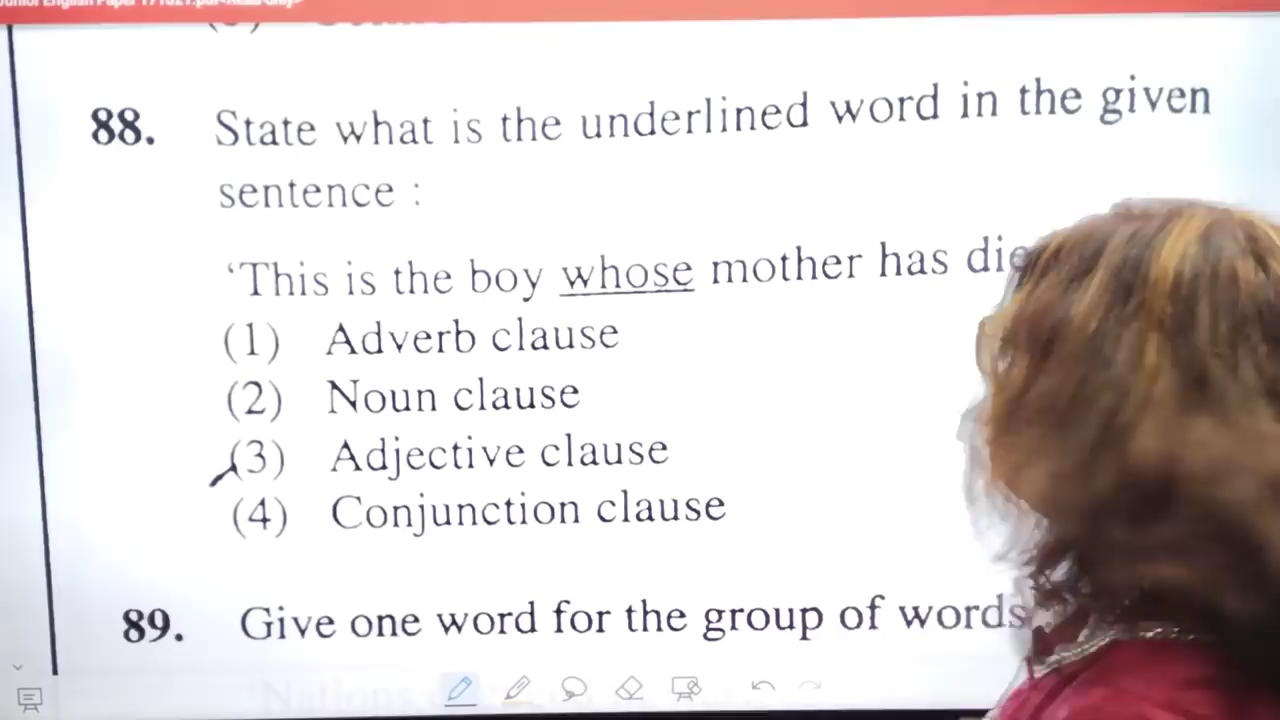 88. State what is the underlined word in the given
sentence :
‘This is the boy whose mother has
(1) Adverb clause
(2) Noun clause
(3) Adjective clause
(4) Conjunction clause
89. Give one word for the group of words